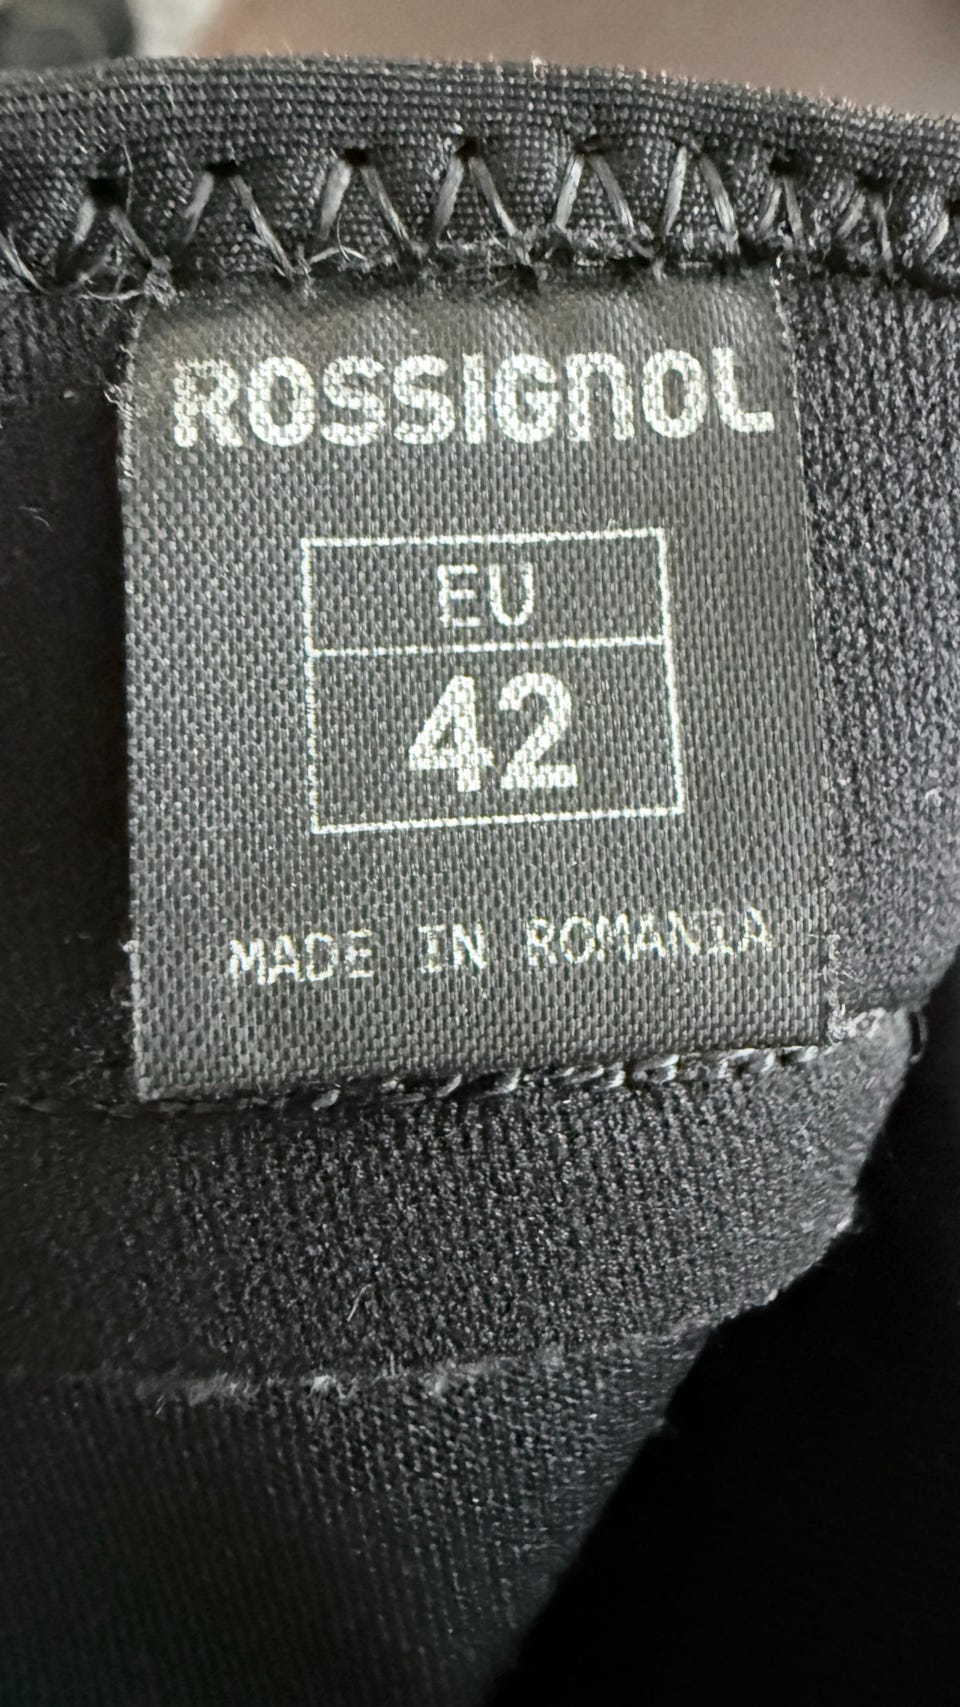 ROSSIGNOL
EU
42
MADE IN ROMANIA